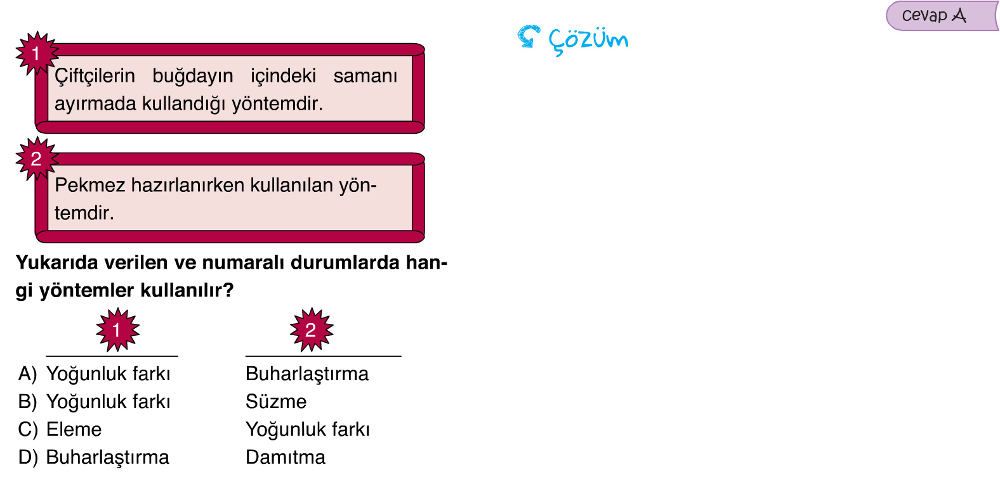 1
Çiftçilerin buğdayın içindeki samanı
ayırmada kullandığı yöntemdir.
2
Pekmez hazırlanırken kullanılan yön-
temdir.
Yukarıda verilen ve numaralı durumlarda han-
gi yöntemler kullanılır?
1 2
A) Yoğunluk farkı Buharlaştırma
B) Yoğunluk farkı Süzme
C) Eleme Yoğunluk farkı
D) Buharlaştırma Damıtma
Çözüm
Cevap A